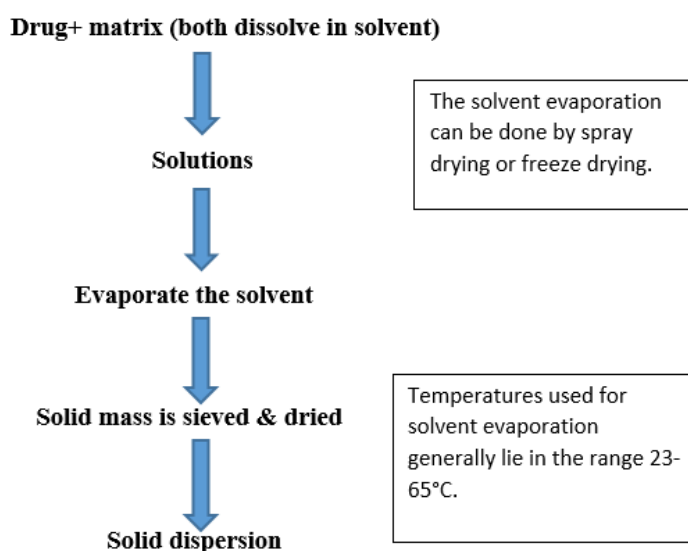 Drug+ matrix (both dissolve in solvent)
The solvent evaporation
can be done by spray
drying or freeze drying.
Solutions
Evaporate the solvent
Temperatures used for
solvent evaporation
generally lie in the range 23-
65°C.
Solid mass is sieved & dried
Solid dispersion